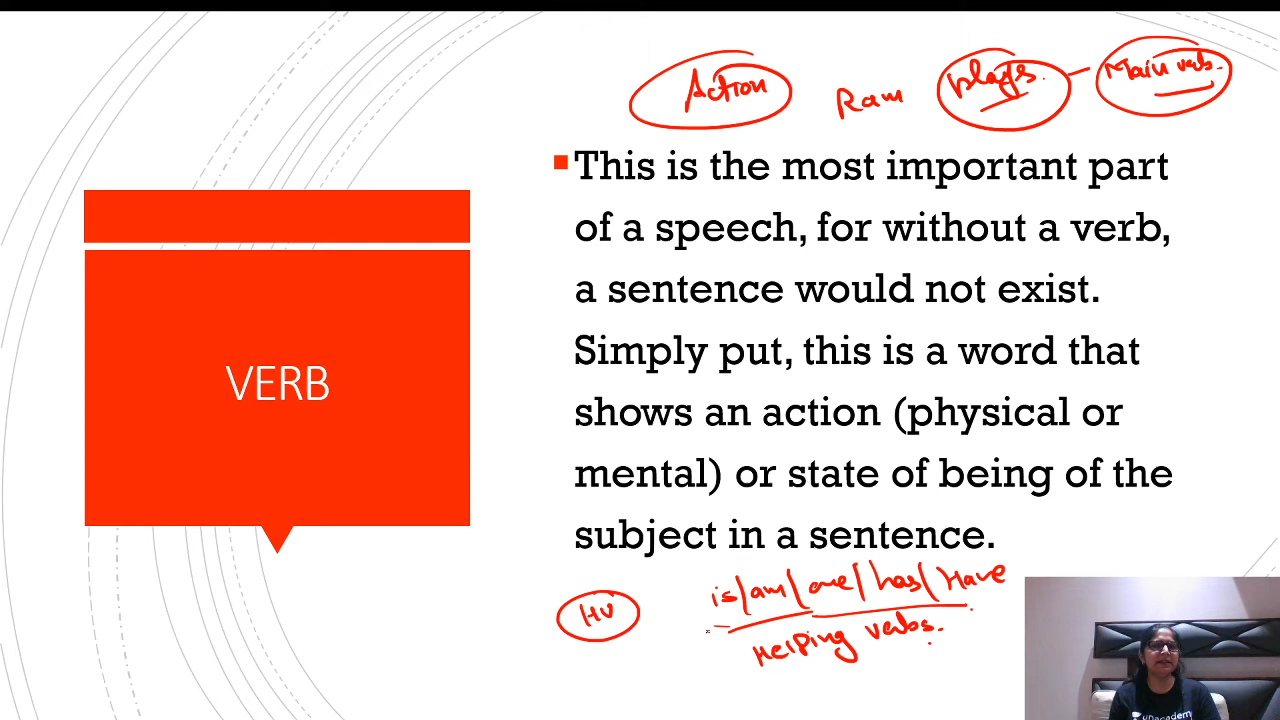 Action Ram plays. Main verb.
This is the most important part
of a speech, for without a verb,
a sentence would not exist.
Simply put, this is a word that
shows an action (physical or
mental) or state of being of the
subject in a sentence.
VERB
HV is/am/are/has/Have
Helping verbs.
unacademy